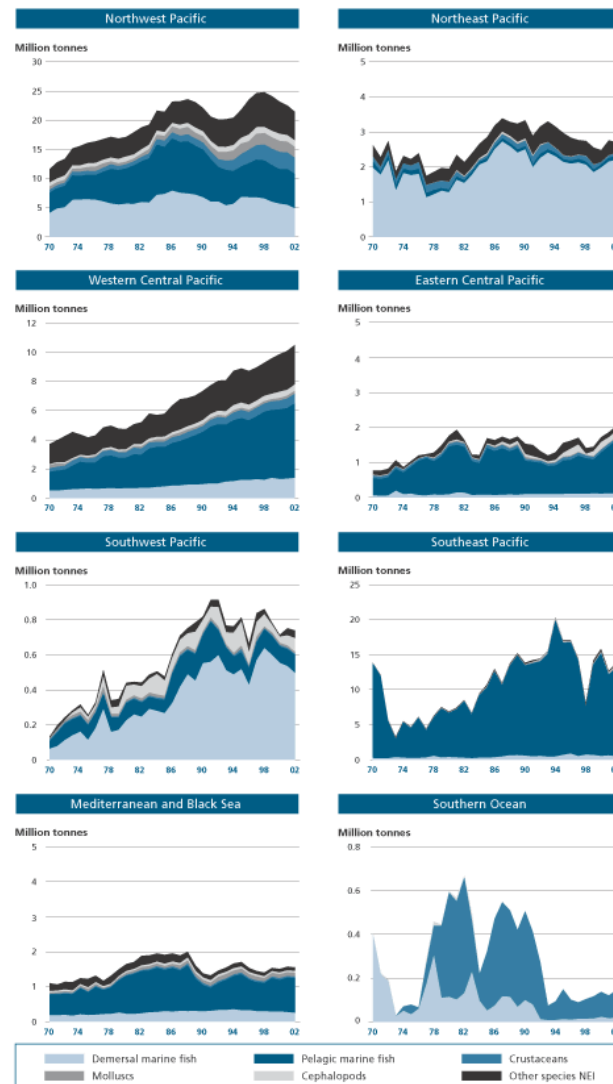 Northwest Pacific
Million tonnes
30
25
20
15
10
5
0
70 74 78 82 86 90 94 98 02
Northeast Pacific
Million tonnes
5
4
3
2
1
0
70 74 78 82 86 90 94 98
Western Central Pacific
Million tonnes
12
10
8
6
4
2
0
70 74 78 82 86 90 94 98 02
Eastern Central Pacific
Million tonnes
5
4
3
2
1
0
70 74 78 82 86 90 94 98
Southwest Pacific
Million tonnes
1.0
0.8
0.6
0.4
0.2
0
70 74 78 82 86 90 94 98 02
Southeast Pacific
Million tonnes
25
20
15
10
5
0
70 74 78 82 86 90 94 98
Mediterranean and Black Sea
Million tonnes
5
4
3
2
1
0
70 74 78 82 86 90 94 98 02
Southern Ocean
Million tonnes
0.8
0.6
0.4
0.2
0
70 74 78 82 86 90 94 98
Demersal marine fish Pelagic marine fish Crustaceans
Molluscs Cephalopods Other species NEI